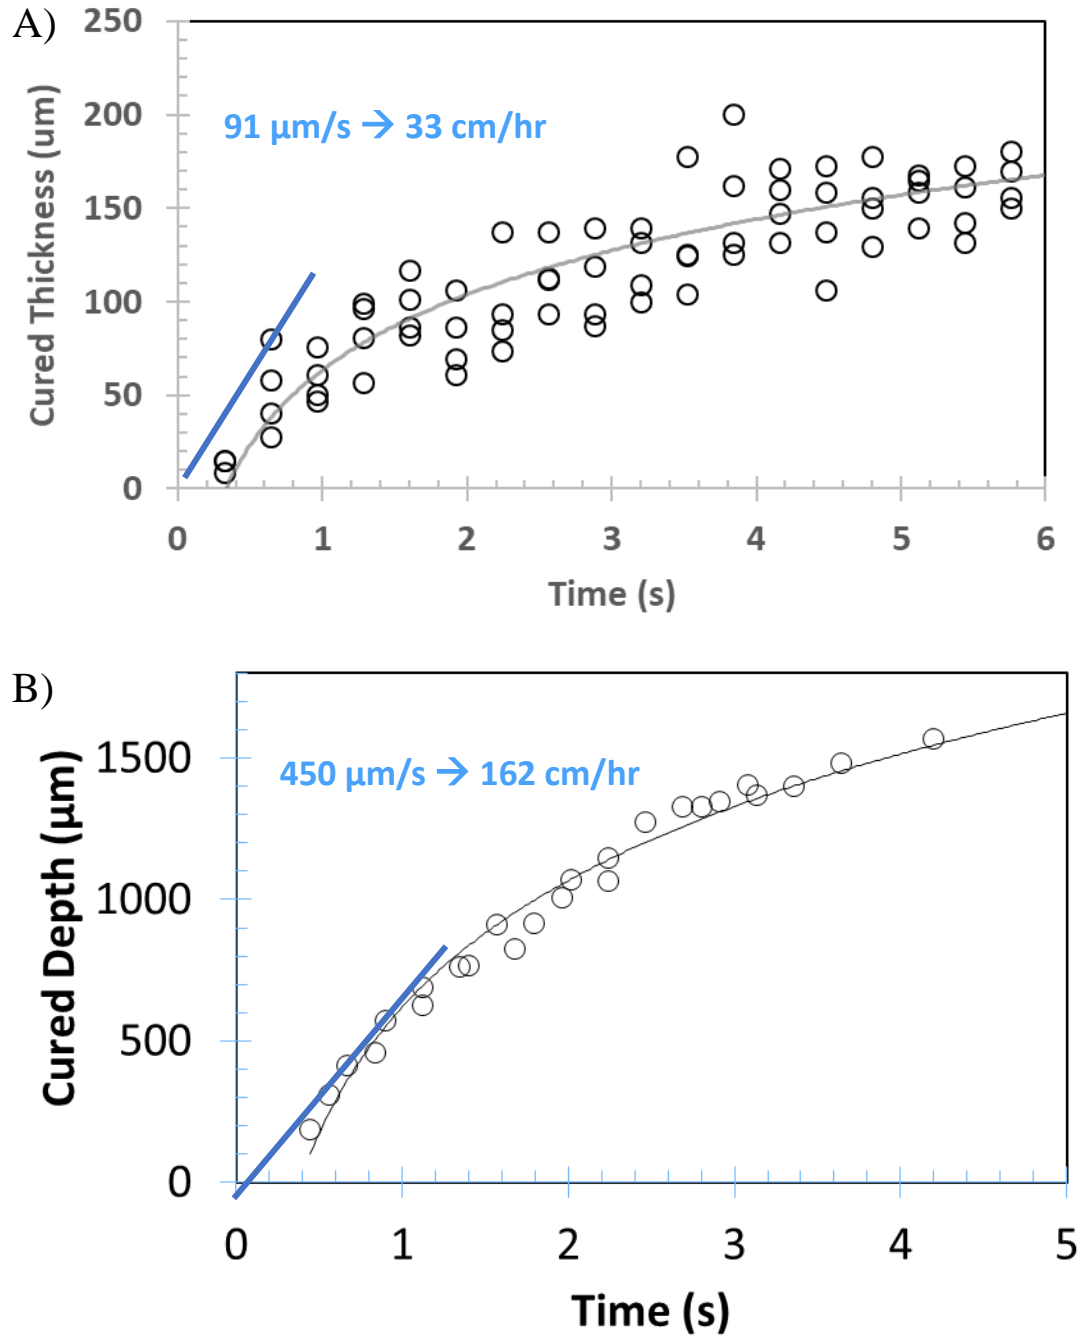 A)
250
200
150
100
50
0
Cured Thickness (um)
91 μm/s → 33 cm/hr
0 1 2 3 4 5 6
Time (s)
B)
1500
1000
500
0
Cured Depth (μm)
450 μm/s → 162 cm/hr
0 1 2 3 4 5
Time (s)